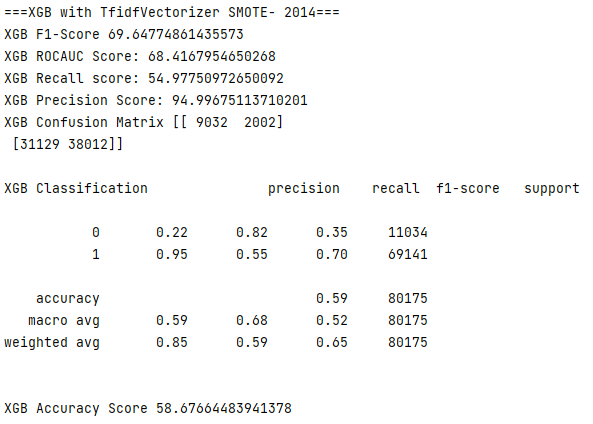 ===XGB with TfidfVectorizer SMOTE- 2014===
XGB F1-Score 69.64774861435573
XGB ROCAUC Score: 68.4167954650268
XGB Recall score: 54.97750972650092
XGB Precision Score: 94.99675113710201
XGB Confusion Matrix [[ 9032  2002]
 [31129 38012]]
XGB Classification               precision    recall  f1-score   support
           0       0.22      0.82      0.35     11034
           1       0.95      0.55      0.70     69141
    accuracy                           0.59     80175
   macro avg       0.59      0.68      0.52     80175
weighted avg       0.85      0.59      0.65     80175
XGB Accuracy Score 58.67664483941378